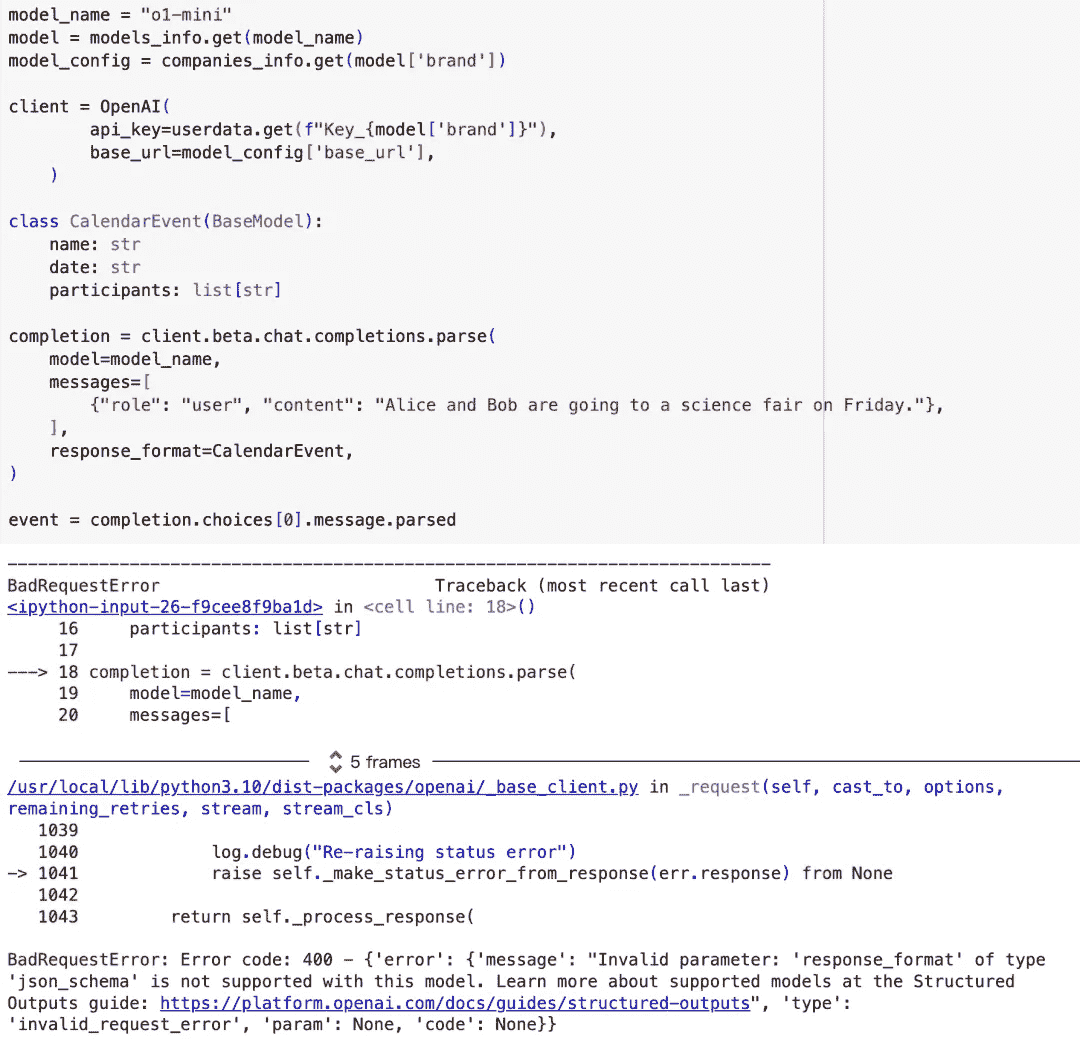 model_name = "o1-mini"
model = models_info.get(model_name)
model_config = companies_info.get(model['brand'])
client = OpenAI(
        api_key=userdata.get(f"Key_{model['brand']}"),
        base_url=model_config['base_url'],
    )
class CalendarEvent(BaseModel):
    name: str
    date: str
    participants: list[str]
completion = client.beta.chat.completions.parse(
    model=model_name,
    messages=[
        {"role": "user", "content": "Alice and Bob are going to a science fair on Friday."},
    ],
    response_format=CalendarEvent,
)
event = completion.choices[0].message.parsed
---------------------------------------------------------------------------
BadRequestError                           Traceback (most recent call last)
<ipython-input-26-f9cee8f9ba1d> in <cell line: 18>()
     16     participants: list[str]
     17
---> 18 completion = client.beta.chat.completions.parse(
     19     model=model_name,
     20     messages=[
5 frames
/usr/local/lib/python3.10/dist-packages/openai/_base_client.py in _request(self, cast_to, options,
remaining_retries, stream, stream_cls)
   1039
   1040             log.debug("Re-raising status error")
-> 1041             raise self._make_status_error_from_response(err.response) from None
   1042
   1043         return self._process_response(
BadRequestError: Error code: 400 - {'error': {'message': "Invalid parameter: 'response_format' of type
'json_schema' is not supported with this model. Learn more about supported models at the Structured
Outputs guide: https://platform.openai.com/docs/guides/structured-outputs", 'type':
'invalid_request_error', 'param': None, 'code': None}}